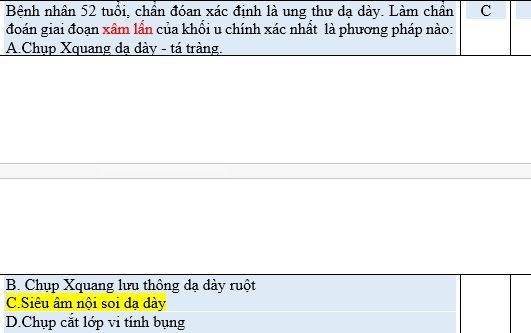 Bệnh nhân 52 tuổi, chẩn đóan xác định là ung thư dạ dày. Làm chẩn
C
đoán giai đoạn xâm lấn của khối u chính xác nhất là phương pháp nào:
A.Chụp Xquang dạ dày - tá tràng.
B. Chụp Xquang lưu thông dạ dày ruột
C.Siêu âm nội soi dạ dày
D.Chụp cắt lớp vi tính bụng